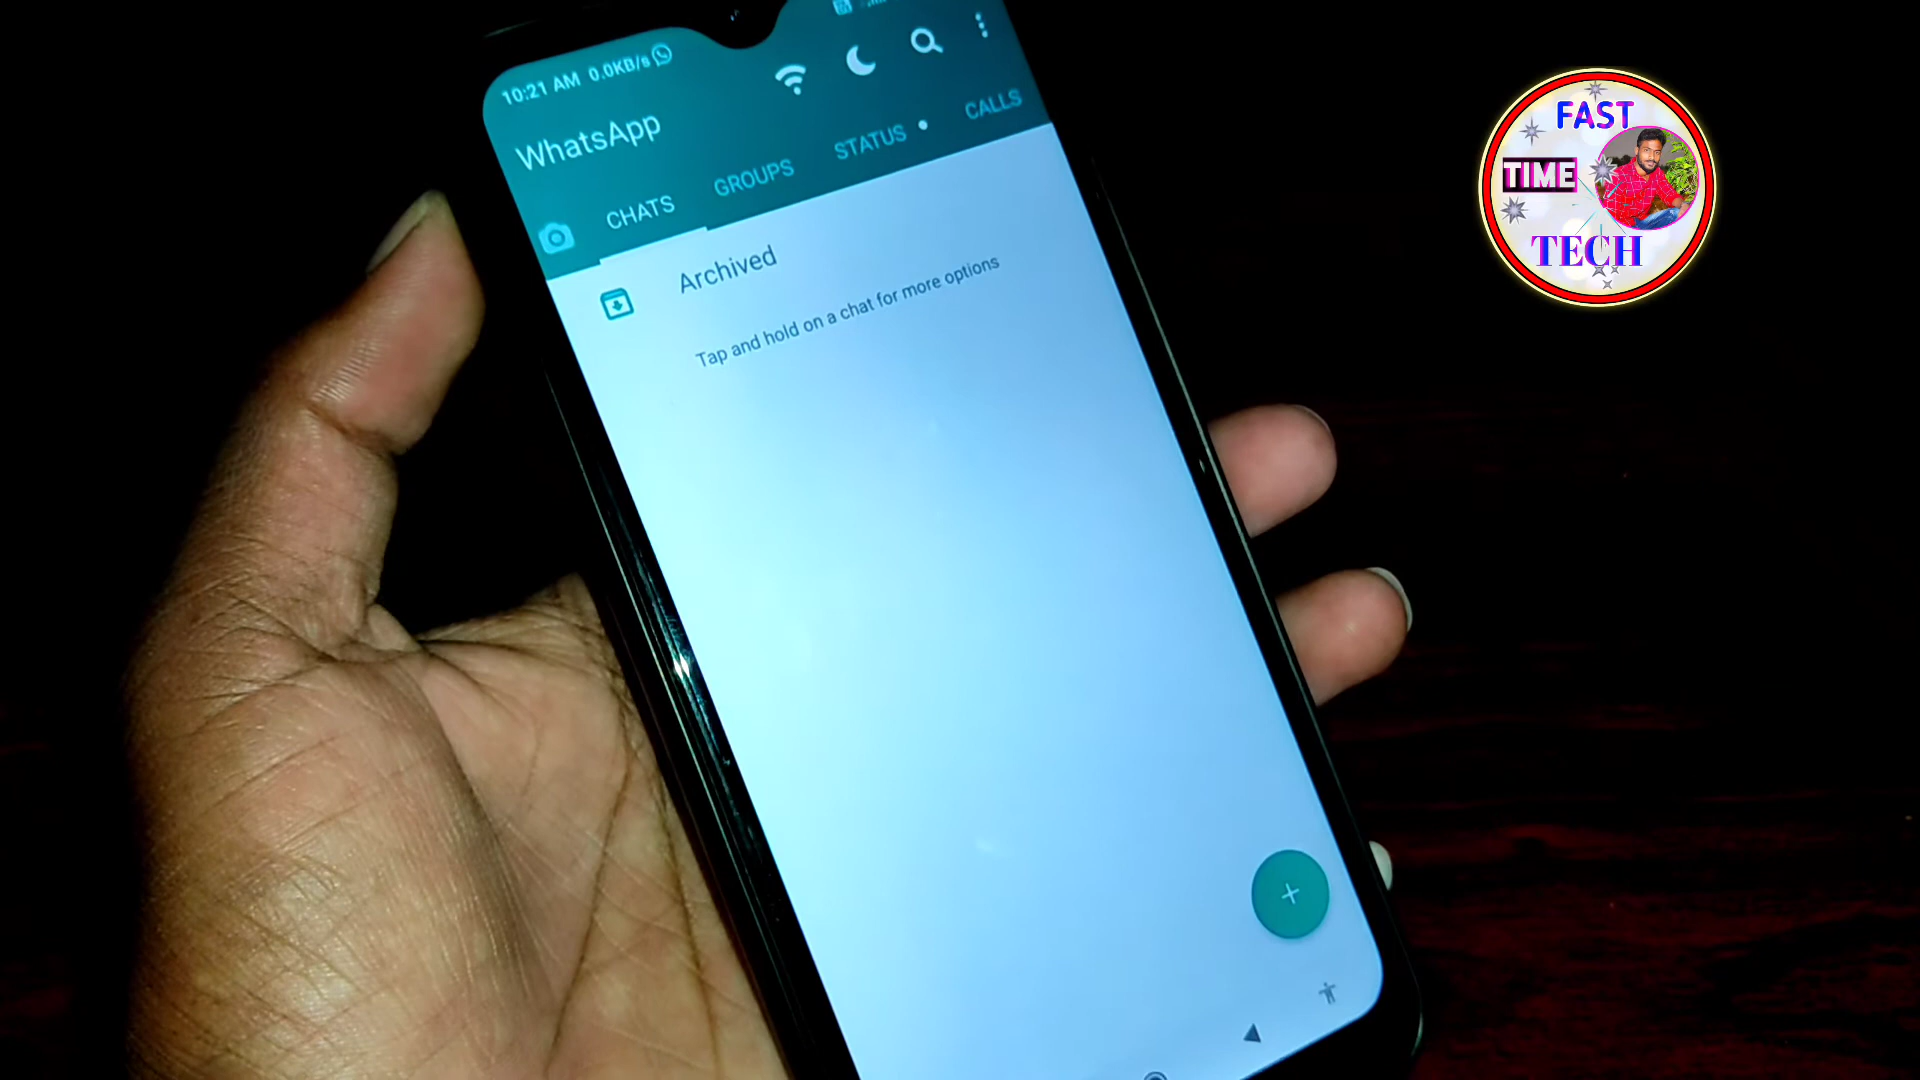 10:21 AM 0.0KB/s
WhatsApp
CHATS
GROUPS
STATUS
CALLS
Archived
Tap and hold on a chat for more options
FAST
TIME
TECH